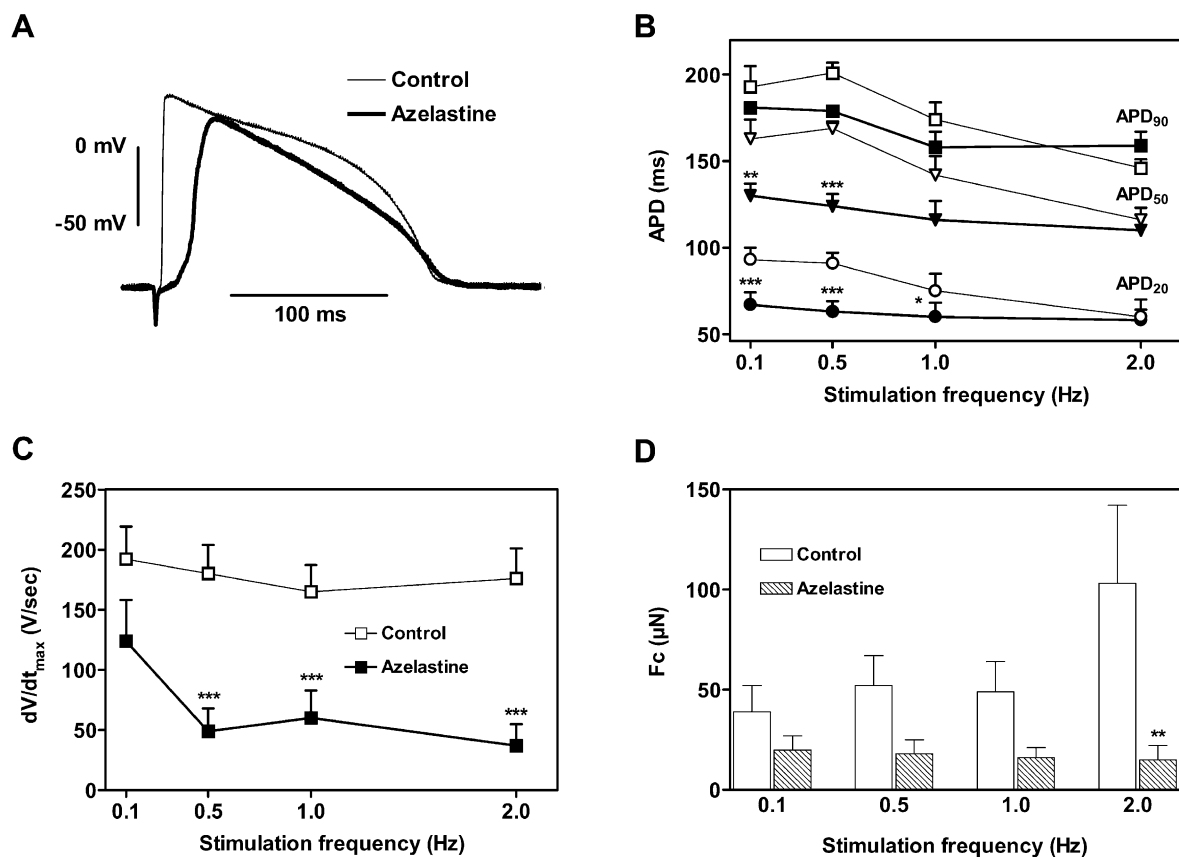 A
Control
Azelastine
0 mV
-50 mV
100 ms
B
APD (ms)
200
150
100
50
APD90
APD50
APD20
**
***
***
***
*
0.1
0.5
1.0
2.0
Stimulation frequency (Hz)
C
dV/dtmax (V/sec)
250
200
150
100
50
0
Control
Azelastine
***
***
***
0.1
0.5
1.0
2.0
Stimulation frequency (Hz)
D
Fc (µN)
150
100
50
0
Control
Azelastine
**
0.1
0.5
1.0
2.0
Stimulation frequency (Hz)